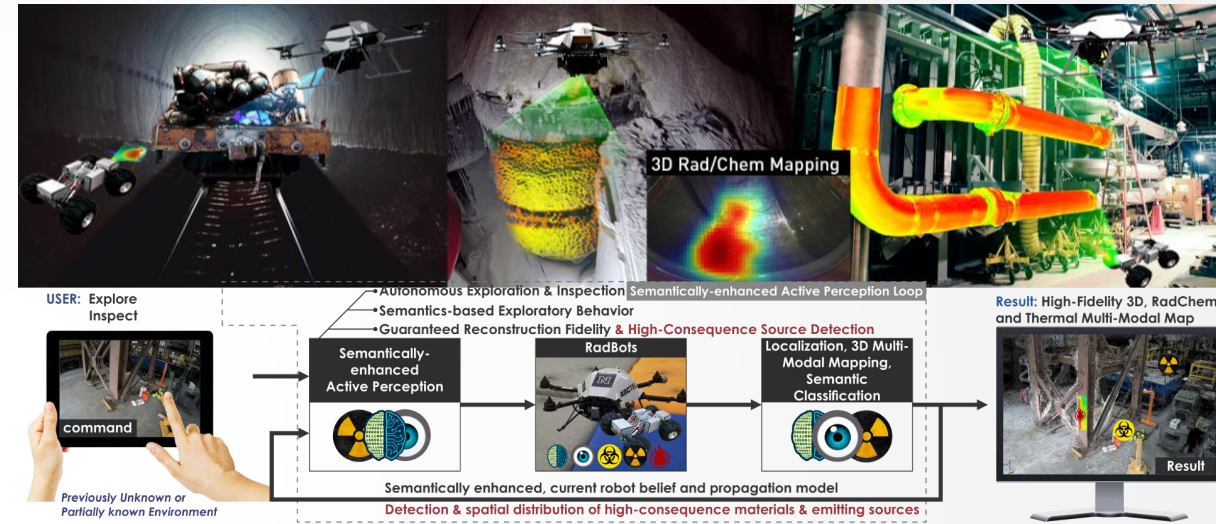 3D Rad/Chem Mapping
USER: Explore
Inspect
•Autonomous Exploration & Inspection
Semantically-enhanced Active Perception Loop
•Semantics-based Exploratory Behavior
•Guaranteed Reconstruction Fidelity & High-Consequence Source Detection
Result: High-Fidelity 3D, RadChem
and Thermal Multi-Modal Map
Semantically-
enhanced
Active Perception
RadBots
N
Localization, 3D Multi-
Modal Mapping,
Semantic
Classification
command
Result
Previously Unknown or
Partially known Environment
Semantically enhanced, current robot belief and propagation model
Detection & spatial distribution of high-consequence materials & emitting sources